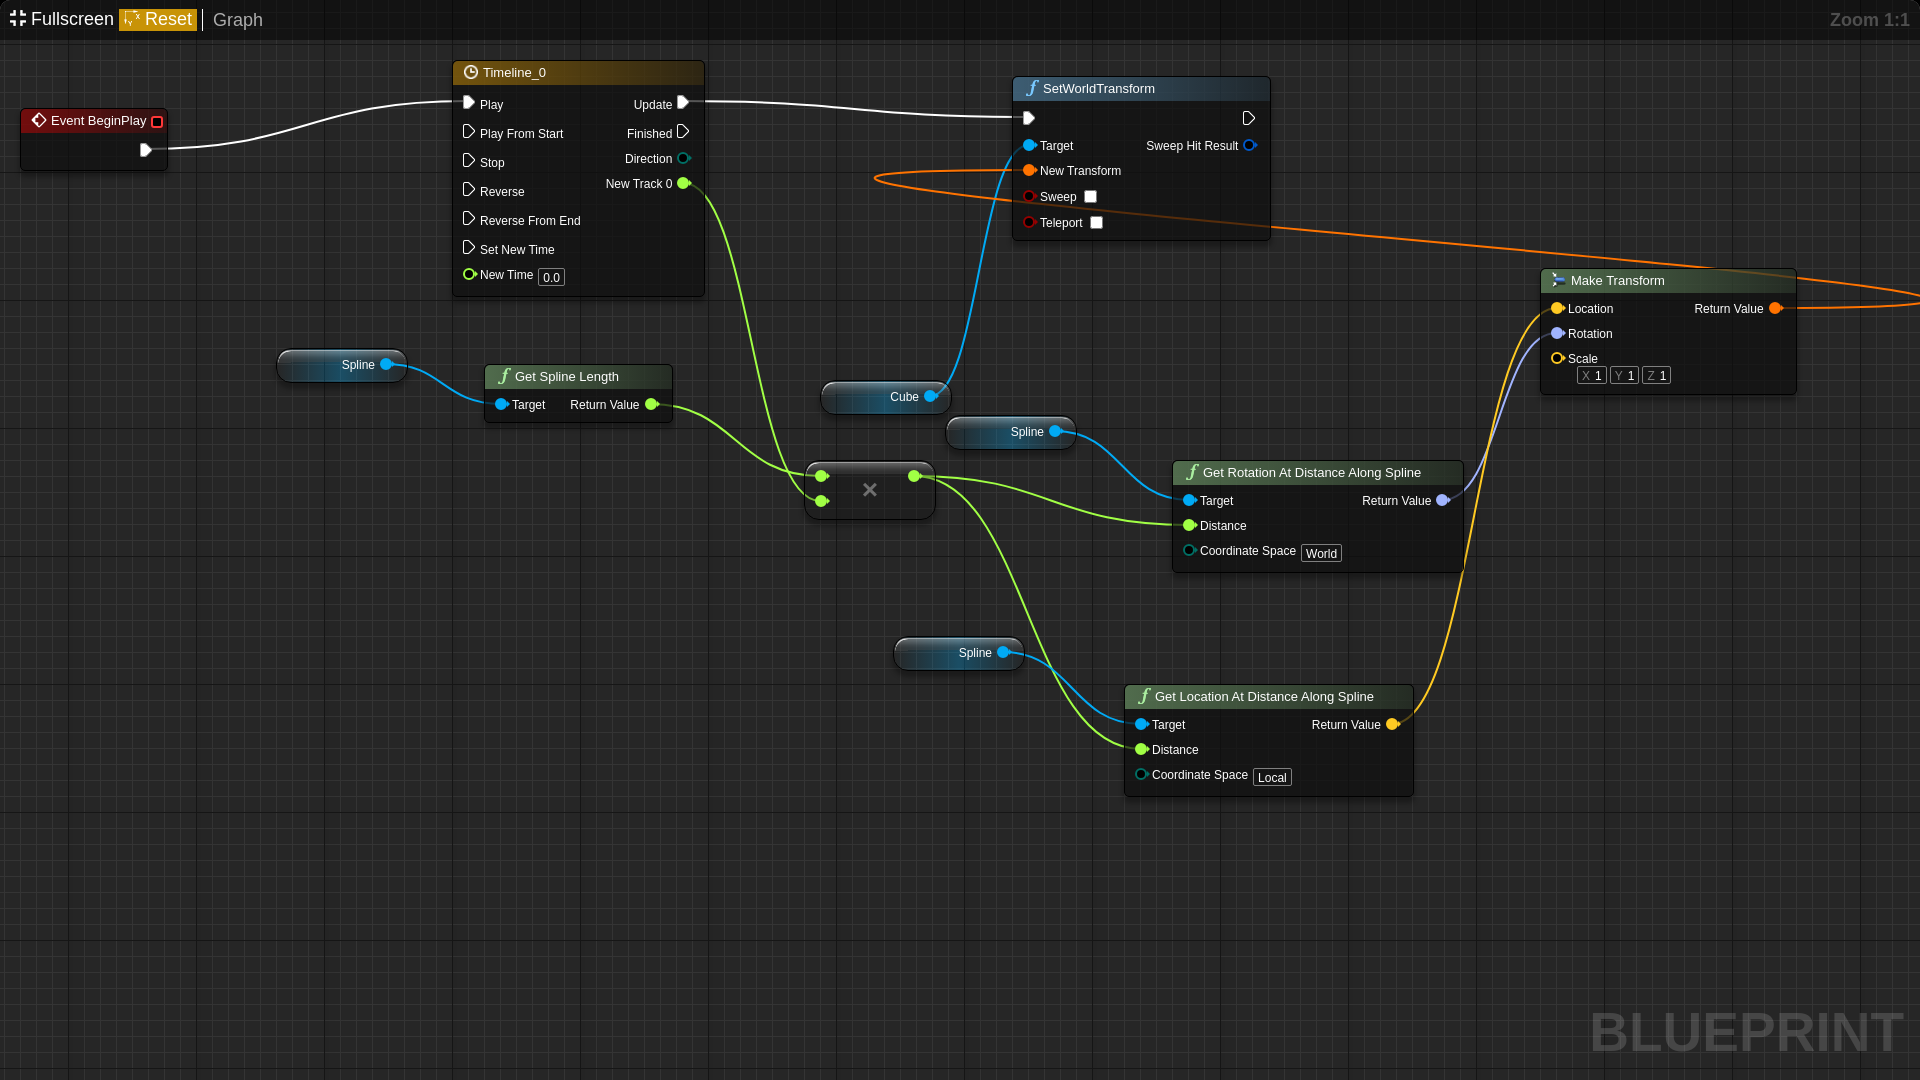 Fullscreen Reset Graph Zoom 1:1
Event BeginPlay
Timeline_0
Play Update
Play From Start Finished
Stop Direction
Reverse New Track 0
Reverse From End
Set New Time
New Time 0.0
SetWorldTransform
Target Sweep Hit Result
New Transform
Sweep
Teleport
Make Transform
Location Return Value
Rotation
Scale
X 1 Y 1 Z 1
Spline
Get Spline Length
Target Return Value
Cube
Spline
×
Get Rotation At Distance Along Spline
Target Return Value
Distance
Coordinate Space World
Spline
Get Location At Distance Along Spline
Target Return Value
Distance
Coordinate Space Local
BLUEPRINT